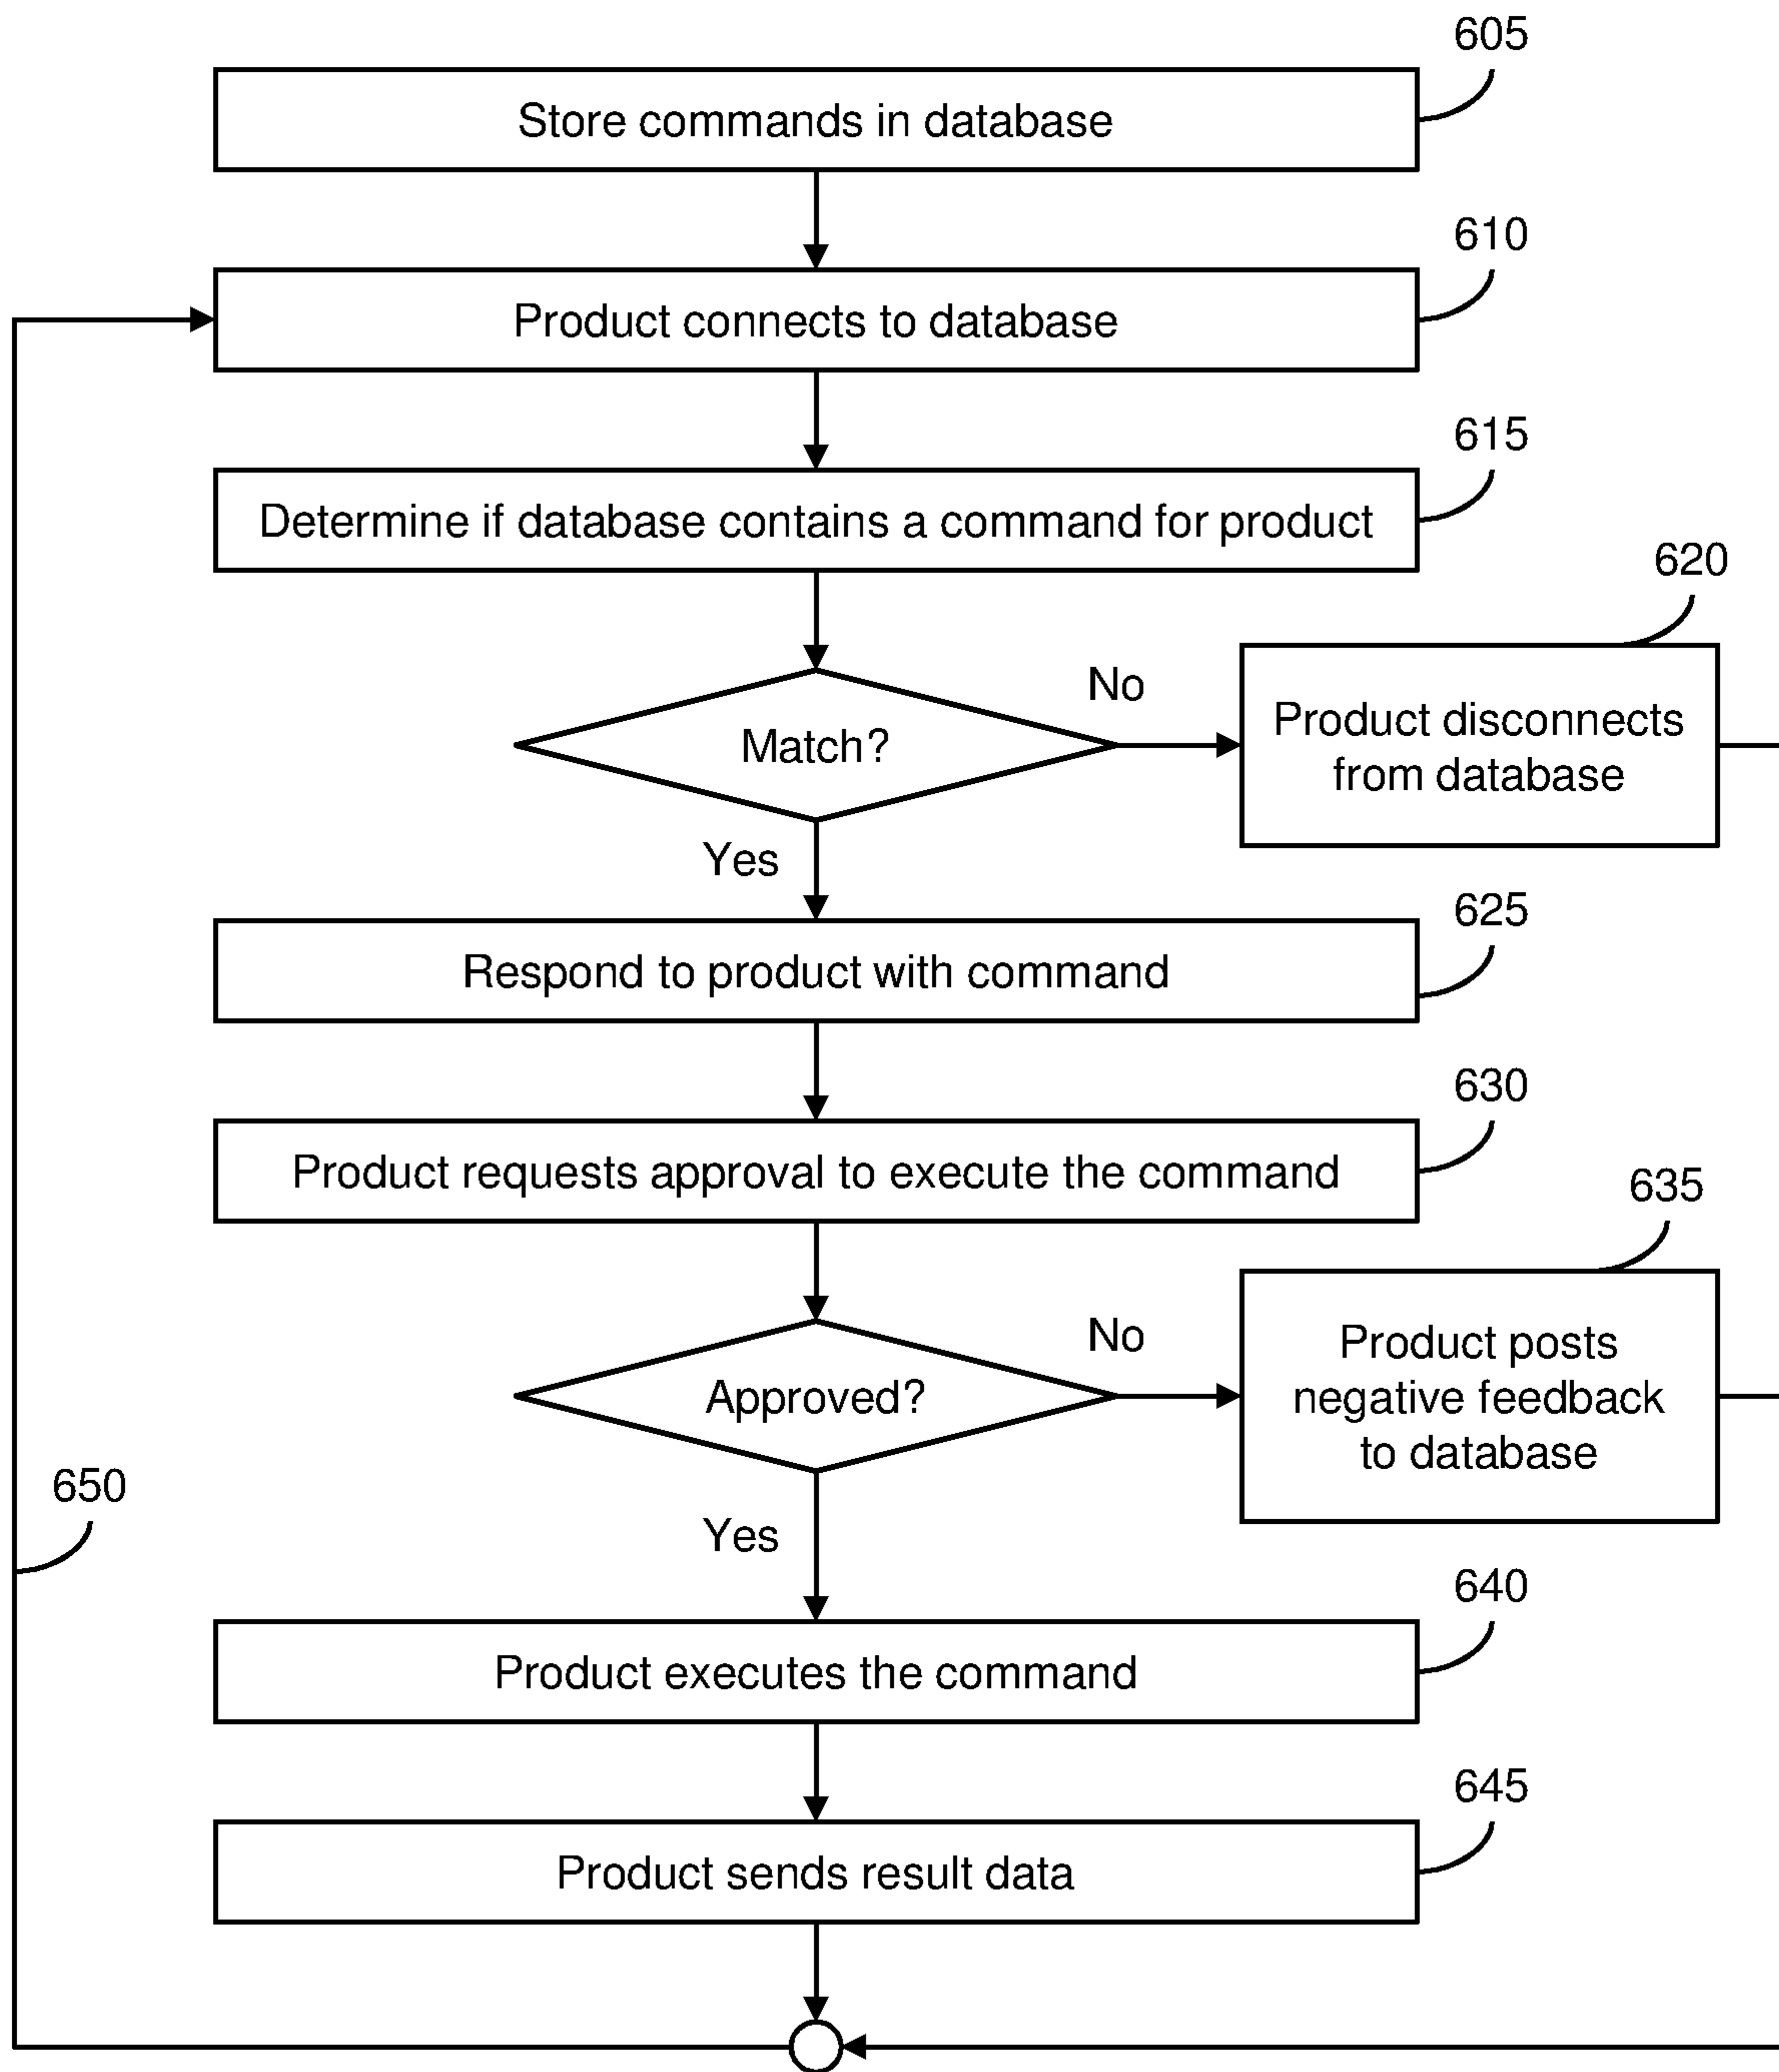 605
Store commands in database
610
Product connects to database
615
Determine if database contains a command for product
620
Match?
No
Product disconnects
from database
Yes
625
Respond to product with command
630
Product requests approval to execute the command
635
Approved?
No
Product posts
negative feedback
to database
650
Yes
640
Product executes the command
645
Product sends result data